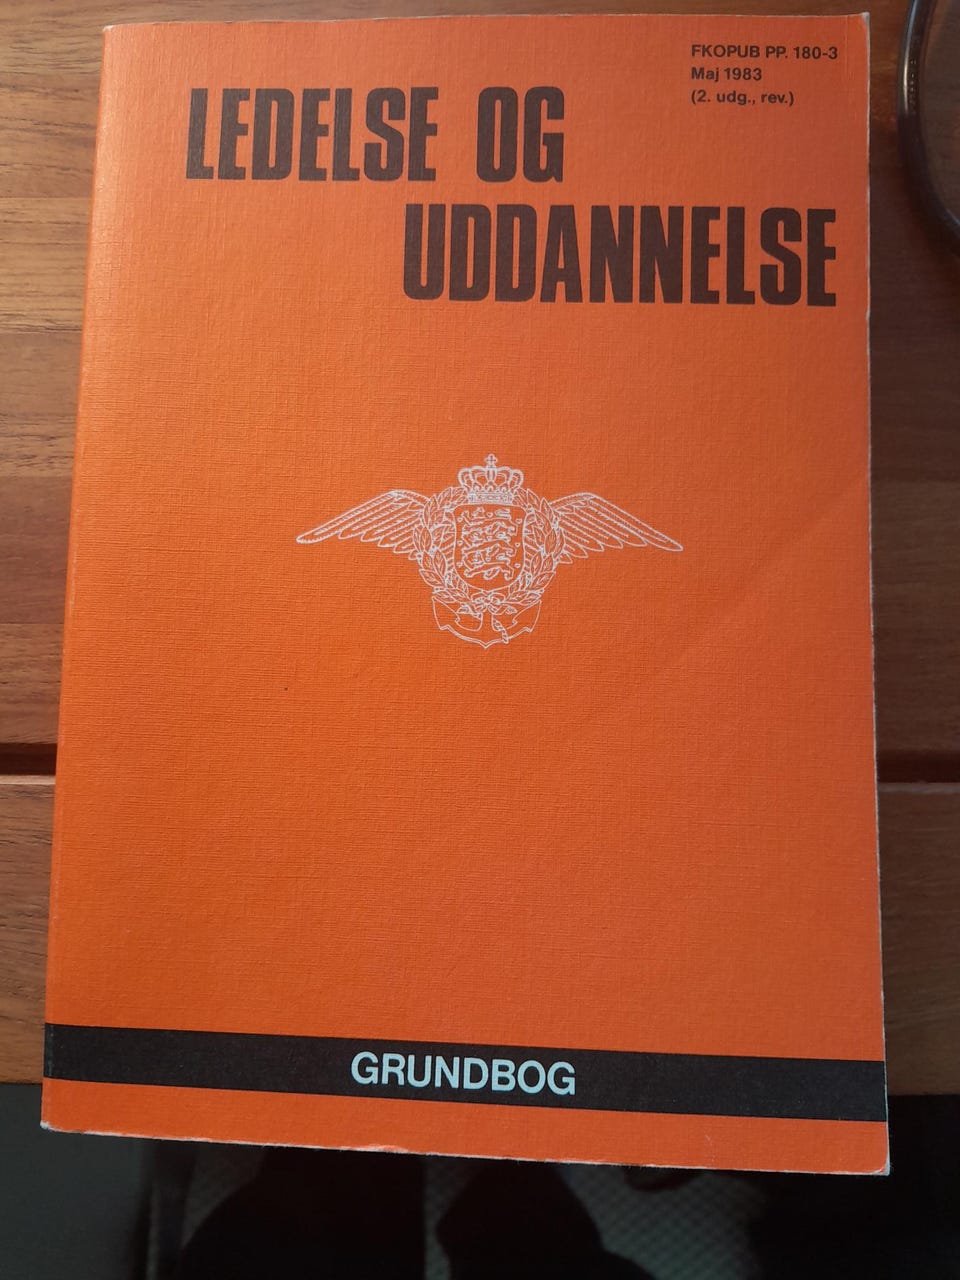 FKOPUB PP. 180-3
Maj 1983
(2. udg., rev.)
LEDELSE OG
UDDANNELSE
GRUNDBOG